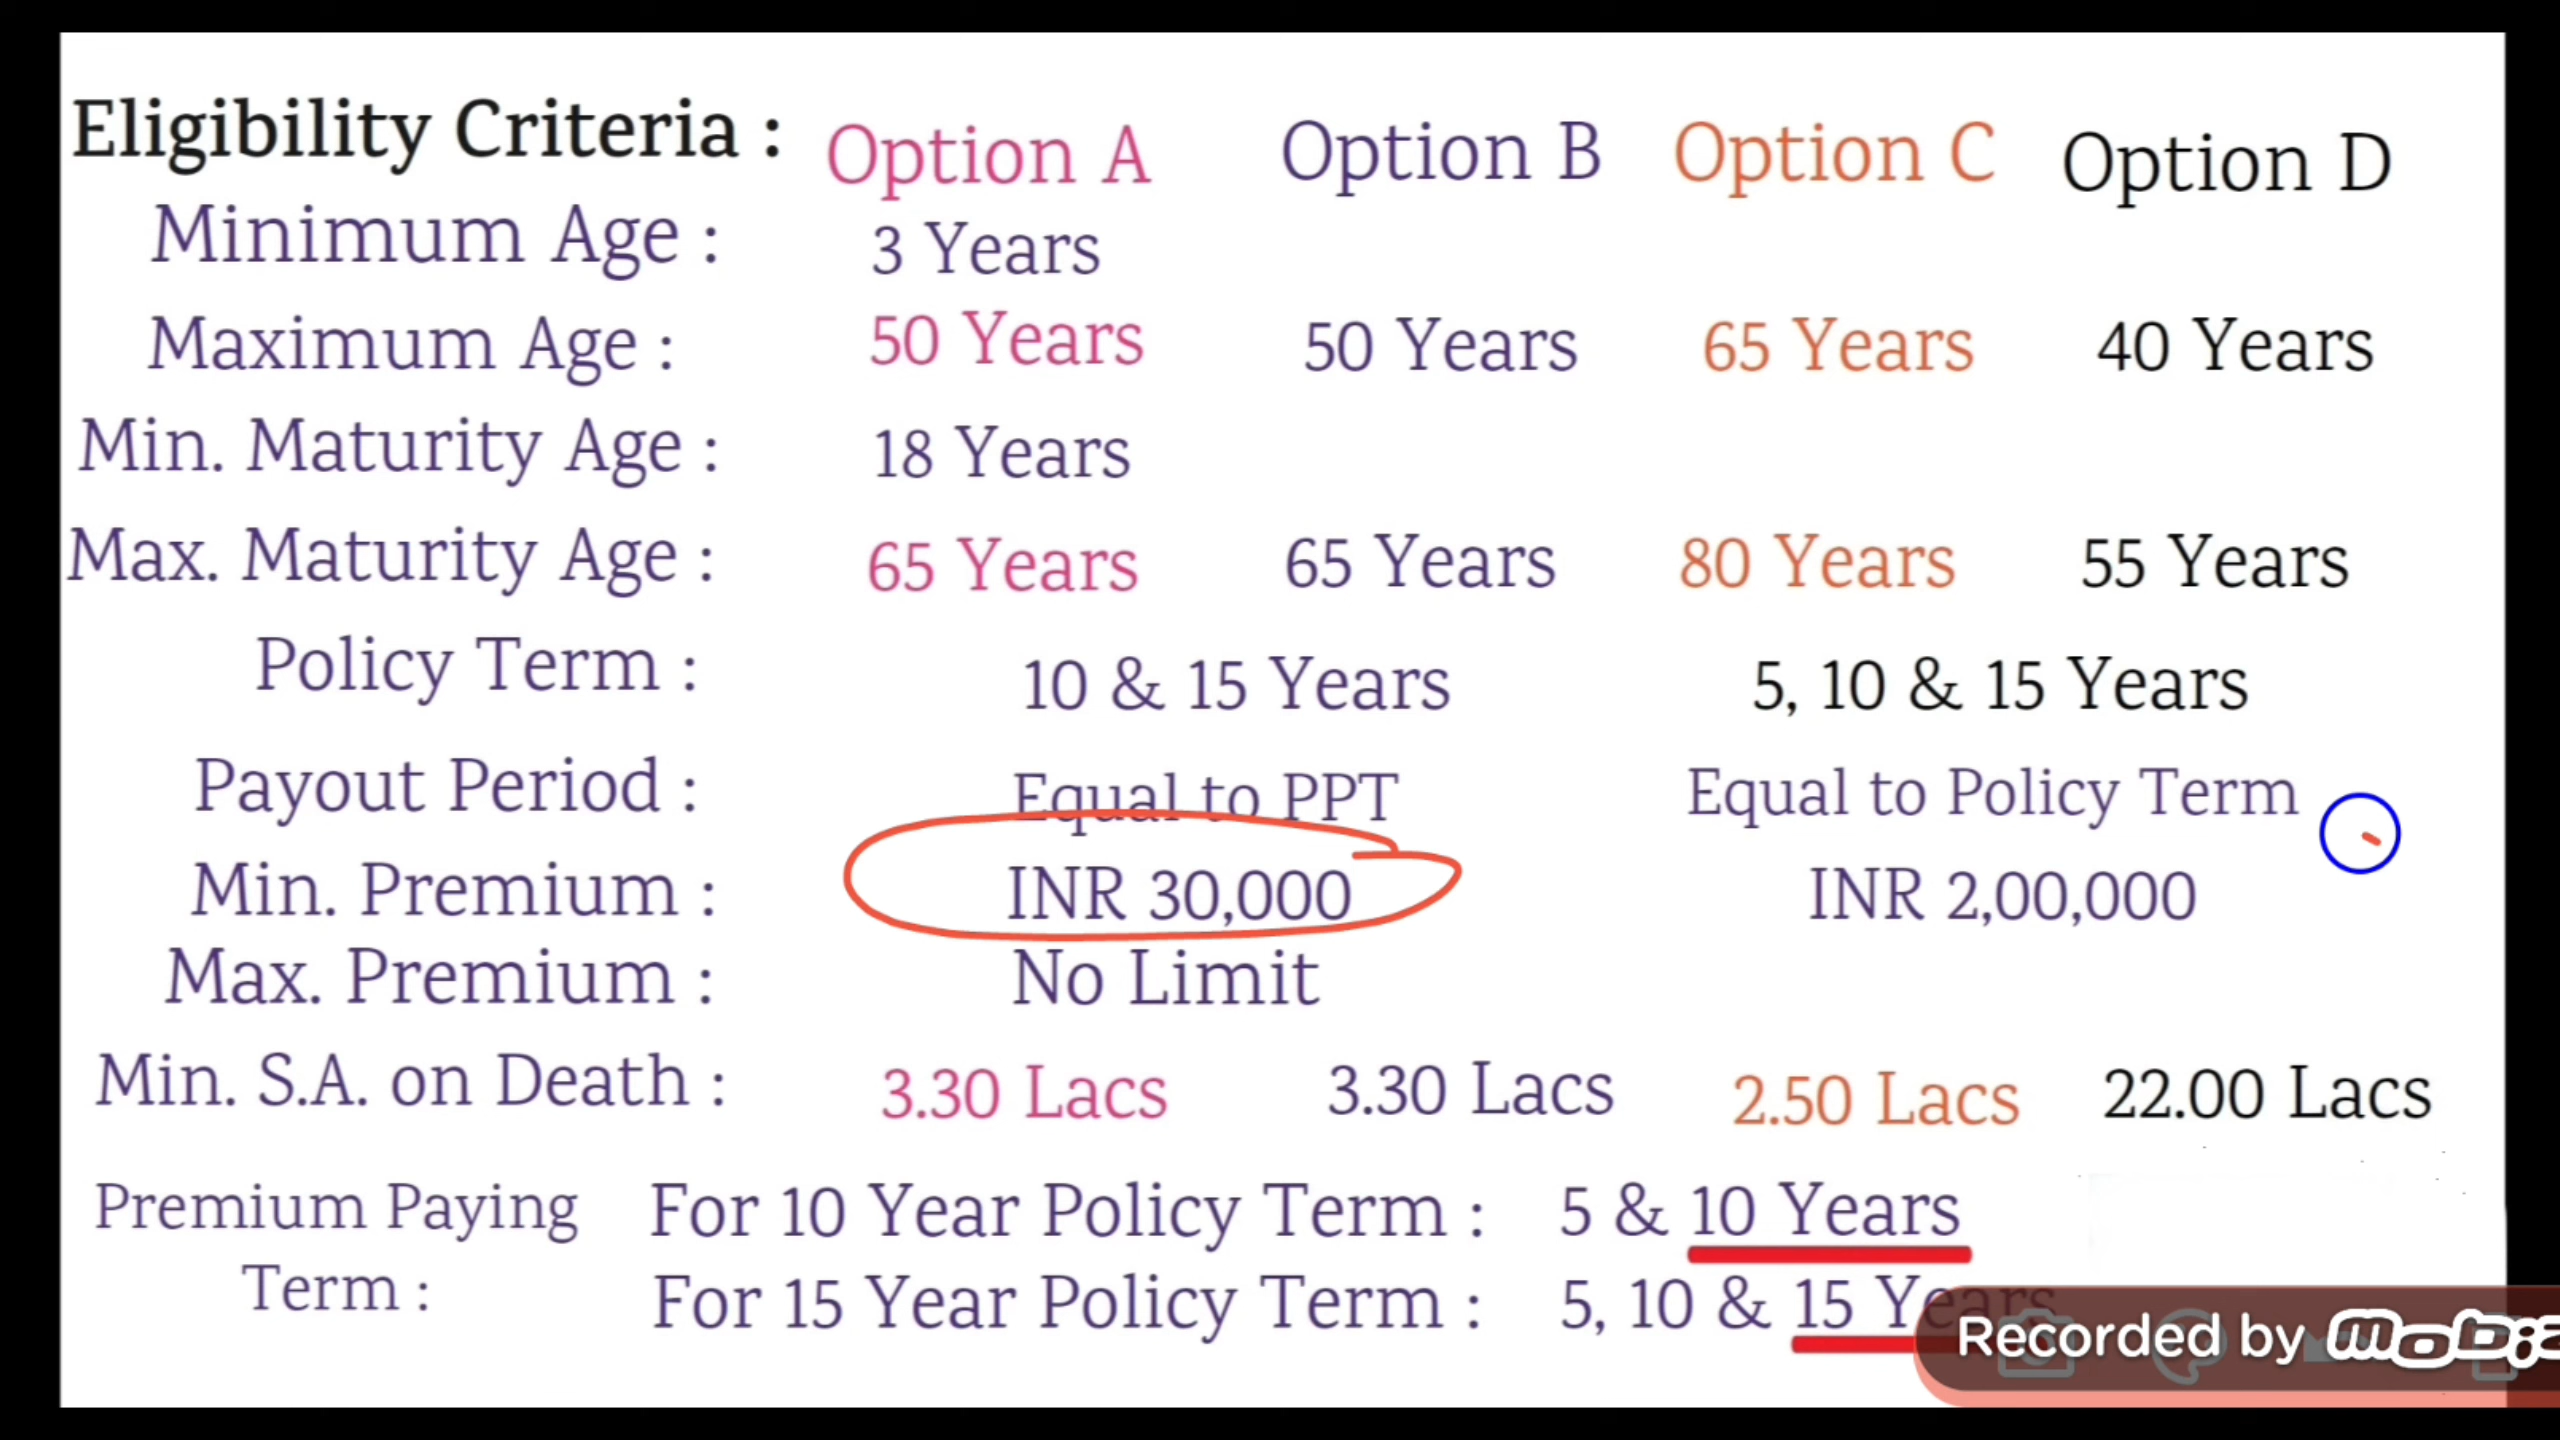 Eligibility Criteria : Option A Option B Option C Option D
Minimum Age : 3 Years
Maximum Age : 50 Years 50 Years 65 Years 40 Years
Min. Maturity Age : 18 Years
Max. Maturity Age : 65 Years 65 Years 80 Years 55 Years
Policy Term : 10 & 15 Years 5, 10 & 15 Years
Payout Period : Equal to PPT Equal to Policy Term
Min. Premium : INR 30,000 INR 2,00,000
Max. Premium : No Limit
Min. S.A. on Death : 3.30 Lacs 3.30 Lacs 2.50 Lacs 22.00 Lacs
Premium Paying For 10 Year Policy Term : 5 & 10 Years
Term : For 15 Year Policy Term : 5, 10 & 15 Years
Recorded by